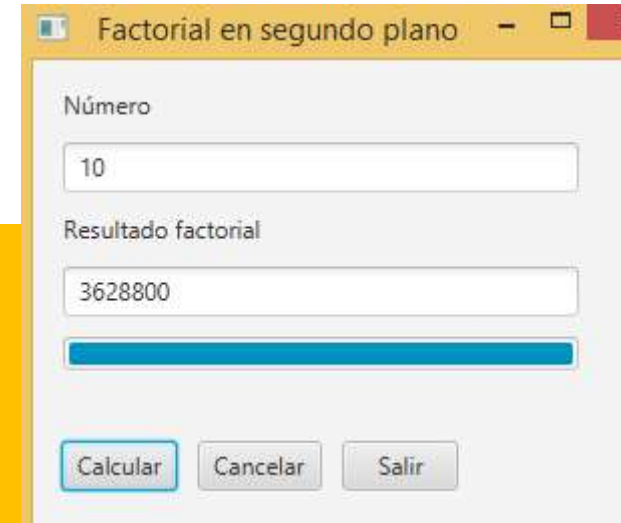 Factorial en segundo plano
Número
10
Resultado factorial
3628800
Calcular Cancelar Salir